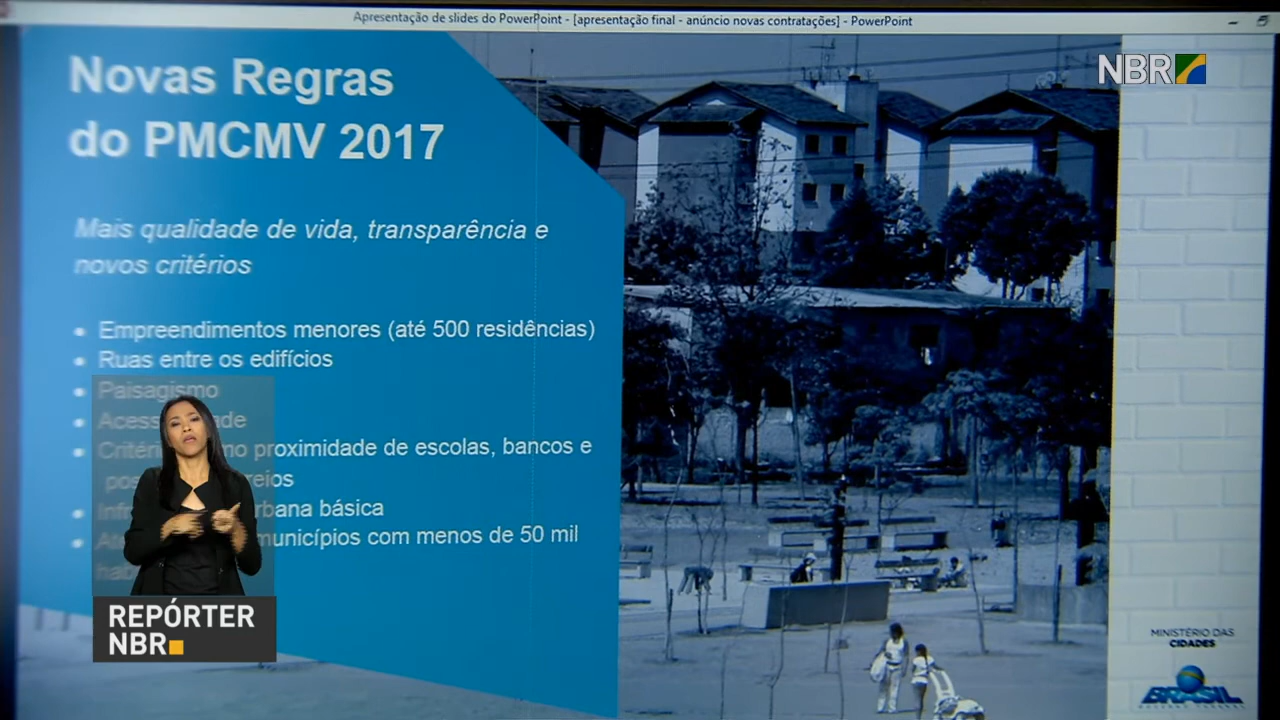 Apresentação de slides do PowerPoint - [apresentação final - anúncio novas contratações] - PowerPoint
NBR
Novas Regras
do PMCMV 2017
Mais qualidade de vida, transparência e
novos critérios
• Empreendimentos menores (até 500 residências)
• Ruas entre os edifícios
• Paisagismo
• 
proximidade de escolas, bancos e
• básica
• municípios com menos de 50 mil
REPÓRTER
NBR
MINISTÉRIO DAS
CIDADES
BRASIL
GOVERNO FEDERAL